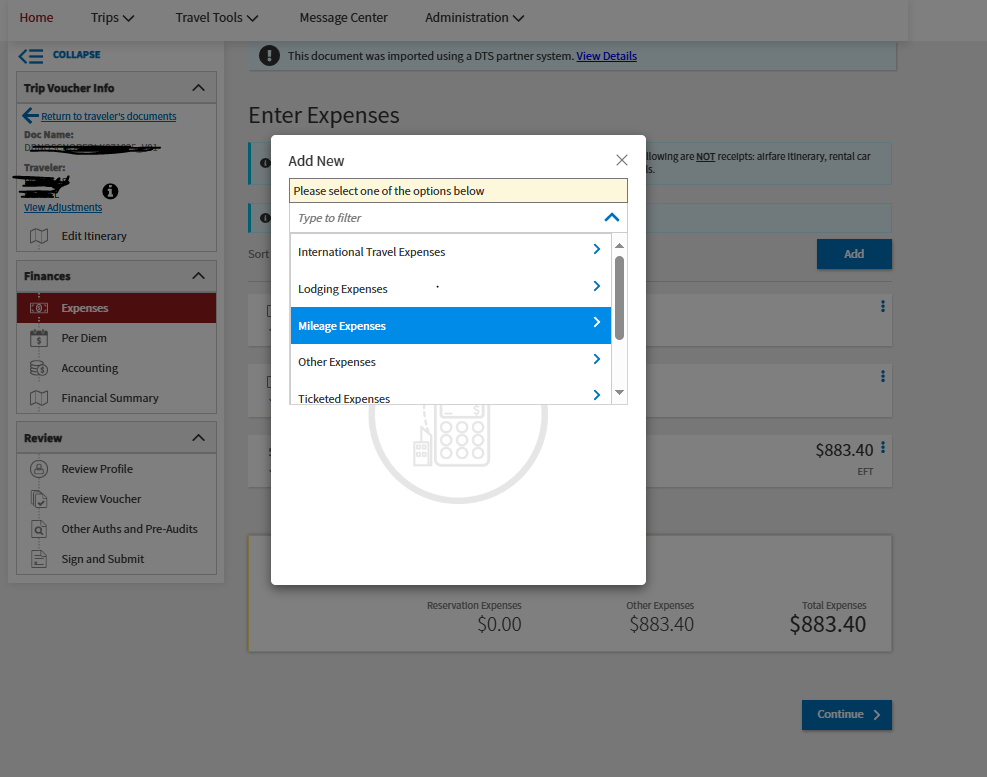 Home
Trips
Travel Tools
Message Center
Administration
COLLAPSE
Trip Voucher Info
Return to traveler's documents
Doc Name:
Traveler:
View Adjustments
Edit Itinerary
Finances
Expenses
Per Diem
Accounting
Financial Summary
Review
Review Profile
Review Voucher
Other Auths and Pre-Audits
Sign and Submit
This document was imported using a DTS partner system. View Details
Enter Expenses
lowing are NOT receipts: airfare itinerary, rental car
ls.
Sort
Add
Add New
Please select one of the options below
Type to filter
International Travel Expenses
Lodging Expenses
Mileage Expenses
Other Expenses
Ticketed Expenses
$883.40
EFT
Reservation Expenses
$0.00
Other Expenses
$883.40
Total Expenses
$883.40
Continue